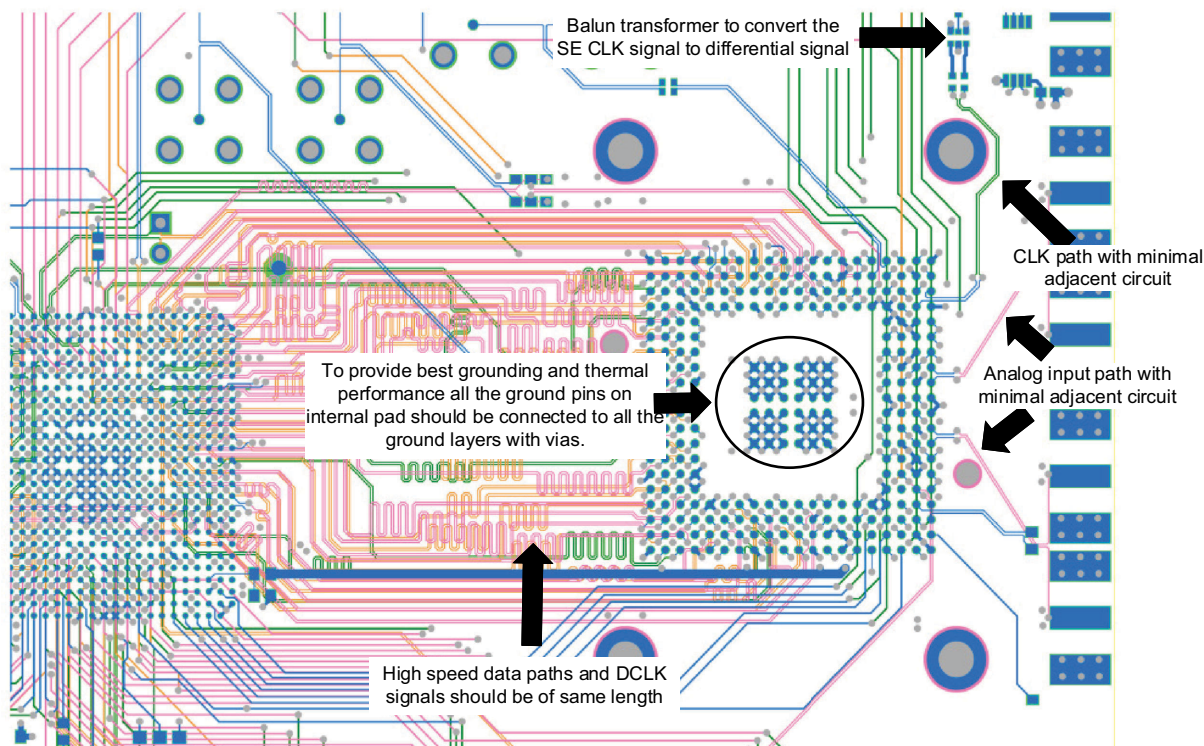 Balun transformer to convert the
SE CLK signal to differential signal
CLK path with minimal
adjacent circuit
To provide best grounding and thermal
performance all the ground pins on
internal pad should be connected to all the
ground layers with vias.
Analog input path with
minimal adjacent circuit
High speed data paths and DCLK
signals should be of same length